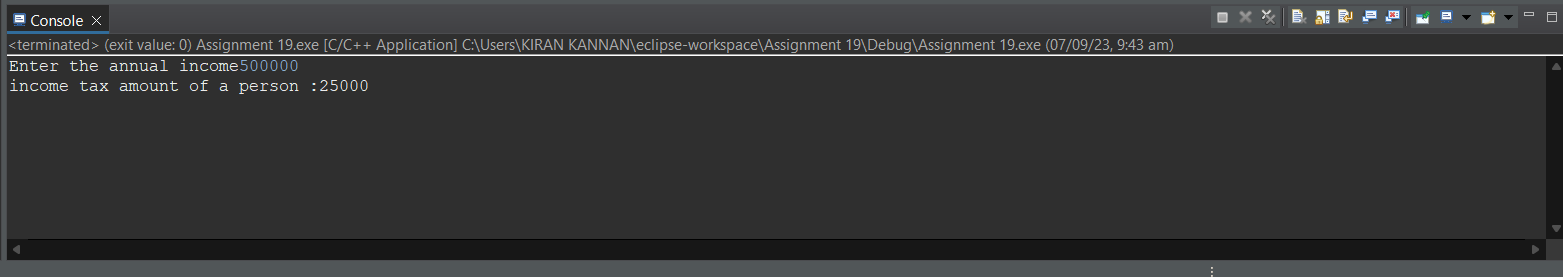 Console
<terminated> (exit value: 0) Assignment 19.exe [C/C++ Application] C:\Users\KIRAN KANNAN\eclipse-workspace\Assignment 19\Debug\Assignment 19.exe (07/09/23, 9:43 am)
Enter the annual income500000
income tax amount of a person :25000